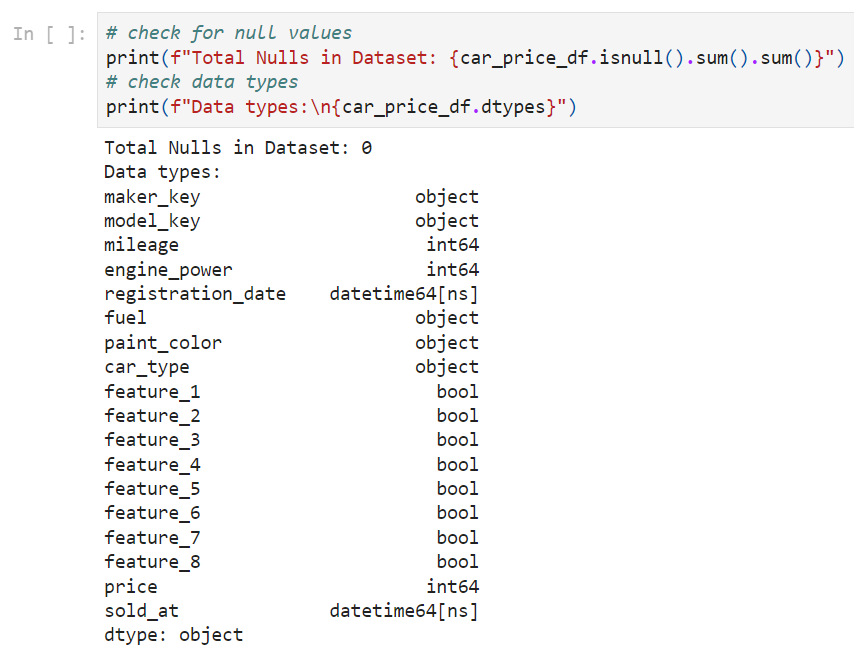 In [ ]: # check for null values
print(f"Total Nulls in Dataset: {car_price_df.isnull().sum().sum()}")
# check data types
print(f"Data types:\n{car_price_df.dtypes}")
Total Nulls in Dataset: 0
Data types:
maker_key                    object
model_key                    object
mileage                       int64
engine_power                  int64
registration_date    datetime64[ns]
fuel                         object
paint_color                  object
car_type                     object
feature_1                      bool
feature_2                      bool
feature_3                      bool
feature_4                      bool
feature_5                      bool
feature_6                      bool
feature_7                      bool
feature_8                      bool
price                         int64
sold_at              datetime64[ns]
dtype: object